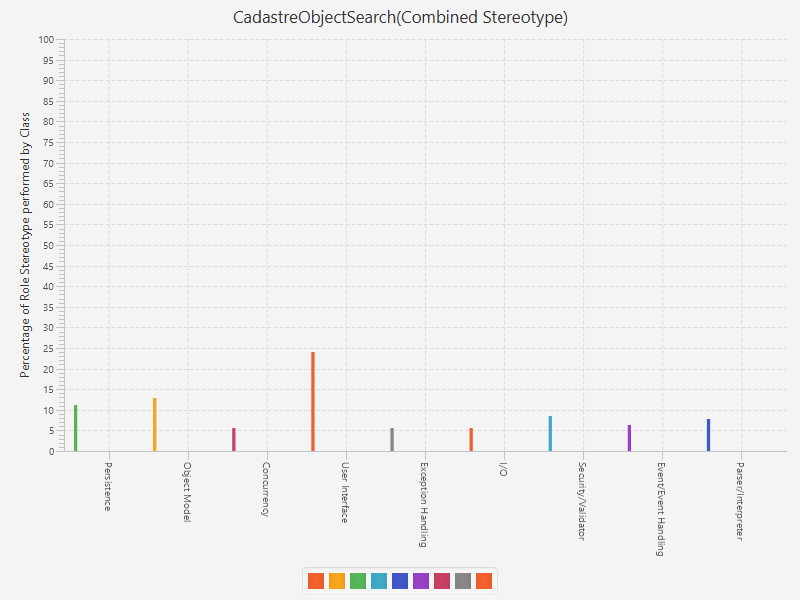 CadastreObjectSearch(Combined Stereotype)
Percentage of Role Stereotype performed by Class
100
95
90
85
80
75
70
65
60
55
50
45
40
35
30
25
20
15
10
5
0
Persistence
Object Model
Concurrency
User Interface
Exception Handling
I/O
Security/Validator
Event/Event Handling
Parser/Interpreter